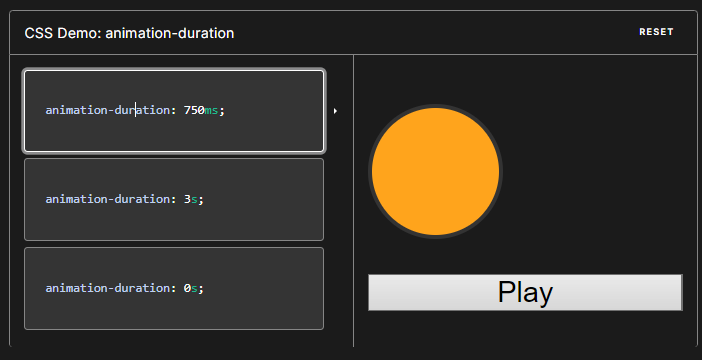 CSS Demo: animation-duration
RESET
animation-duration: 750ms;
animation-duration: 3s;
animation-duration: 0s;
Play